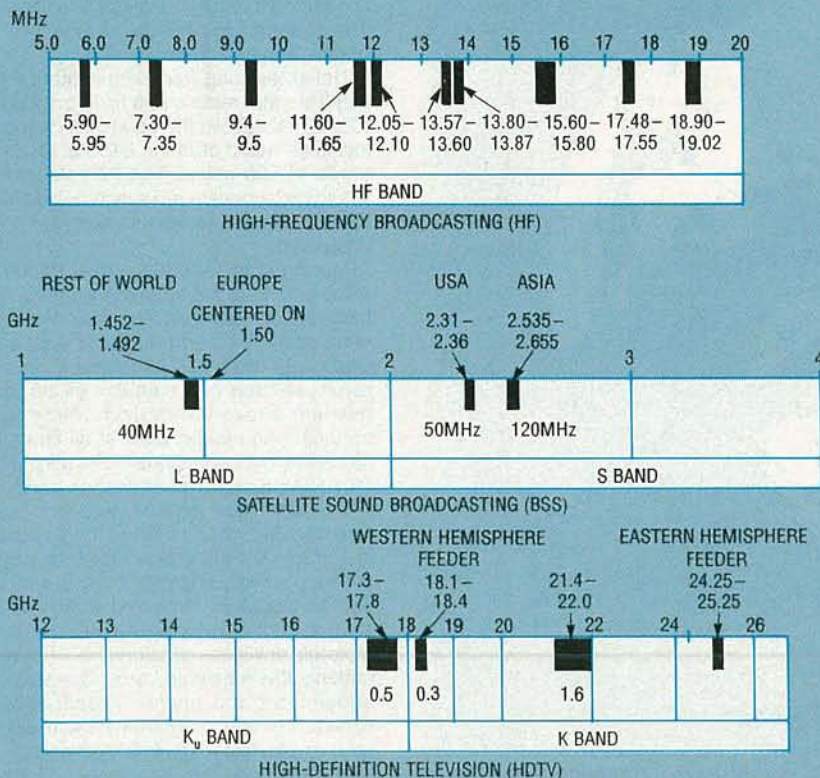 MHz
5.0 6.0 7.0 8.0 9.0 10 11 12 13 14 15 16 17 18 19 20
5.90– 7.30– 9.4– 11.60– 12.05– 13.57– 13.80– 15.60– 17.48– 18.90–
5.95 7.35 9.5 11.65 12.10 13.60 13.87 15.80 17.55 19.02
HF BAND
HIGH-FREQUENCY BROADCASTING (HF)
REST OF WORLD EUROPE USA ASIA
GHz 1.452– CENTERED ON 2.31– 2.535–
1.492 1.50 2.36 2.655
1 1.5 2 3 4
40MHz 50MHz 120MHz
L BAND S BAND
SATELLITE SOUND BROADCASTING (BSS)
WESTERN HEMISPHERE EASTERN HEMISPHERE
FEEDER FEEDER
17.3– 18.1– 21.4– 24.25–
GHz 17.8 18.4 22.0 25.25
12 13 14 15 16 17 18 19 20 22 24 26
0.5 0.3 1.6
Ku BAND K BAND
HIGH-DEFINITION TELEVISION (HDTV)